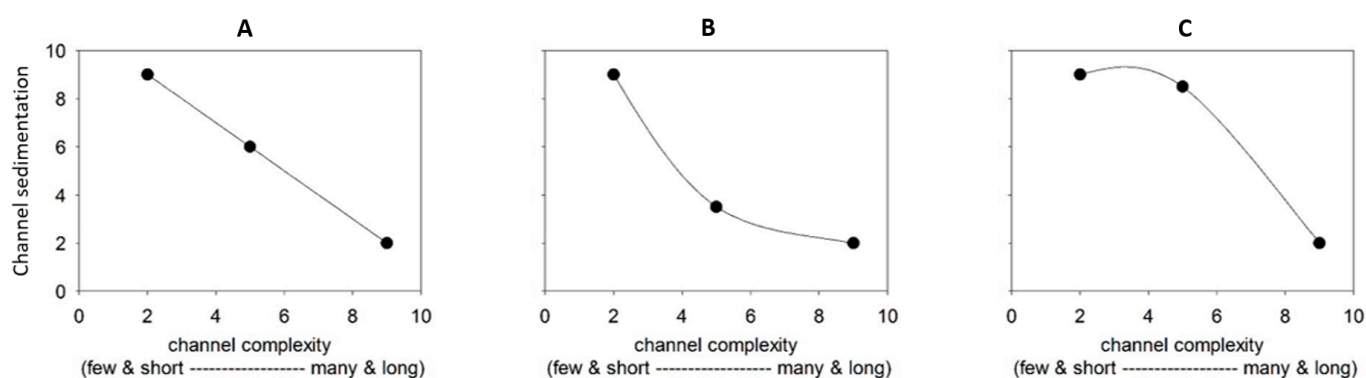 A
B
C
Channel sedimentation
10
8
6
4
2
0
0 2 4 6 8 10
0 2 4 6 8 10
0 2 4 6 8 10
channel complexity
channel complexity
channel complexity
(few & short ----------------- many & long)
(few & short ----------------- many & long)
(few & short ----------------- many & long)